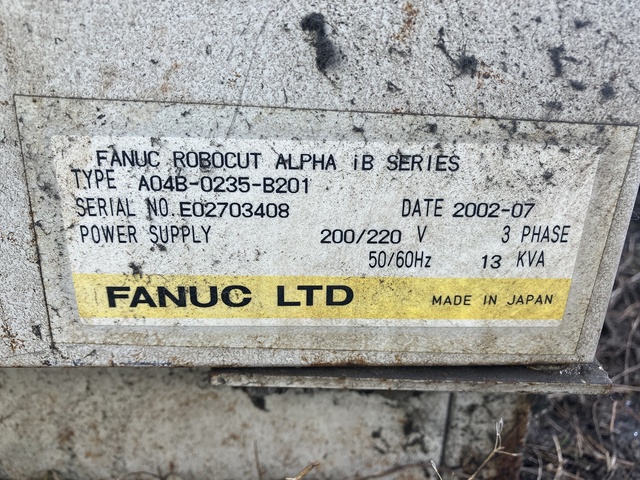 FANUC ROBOCUT ALPHA iB SERIES
TYPE A04B-0235-B201
SERIAL NO. E02703408 DATE 2002-07
POWER SUPPLY 200/220 V 3 PHASE
50/60Hz 13 KVA
FANUC LTD MADE IN JAPAN